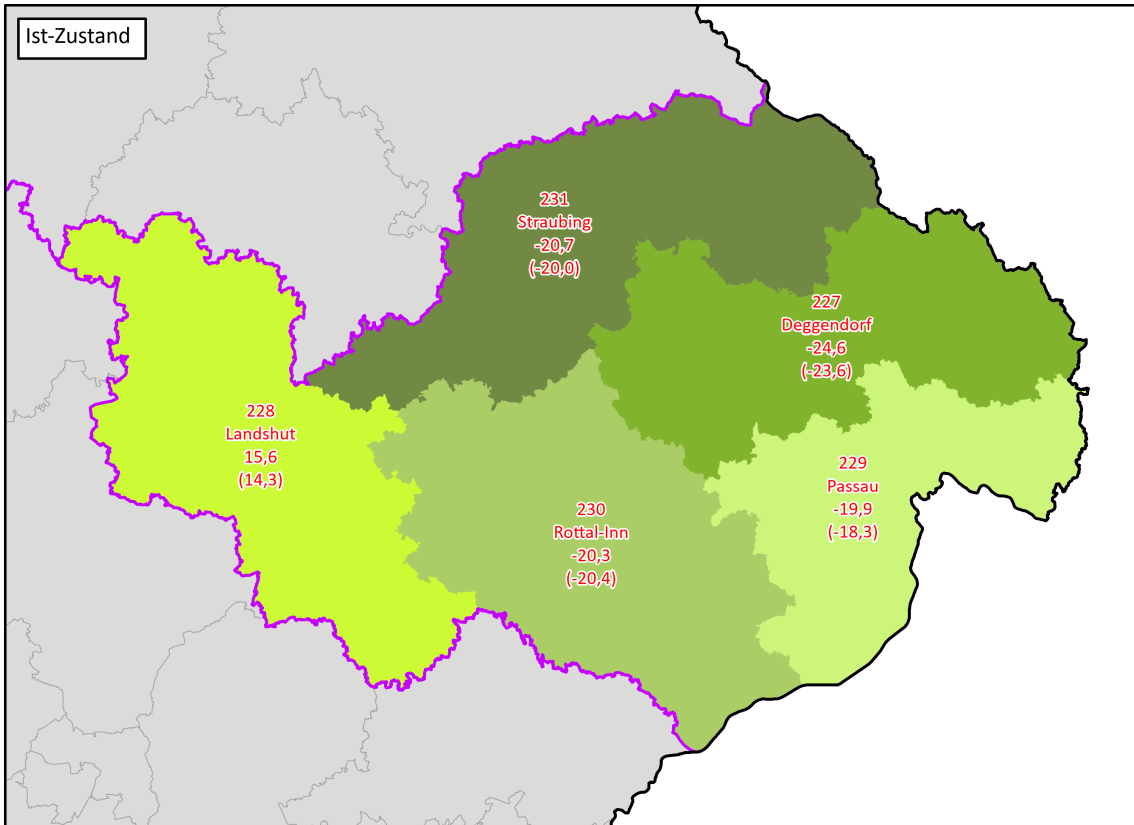 Ist-Zustand
231
Straubing
-20,7
(-20,0)
227
Deggendorf
-24,6
(-23,6)
228
Landshut
15,6
(14,3)
229
Passau
-19,9
(-18,3)
230
Rottal-Inn
-20,3
(-20,4)